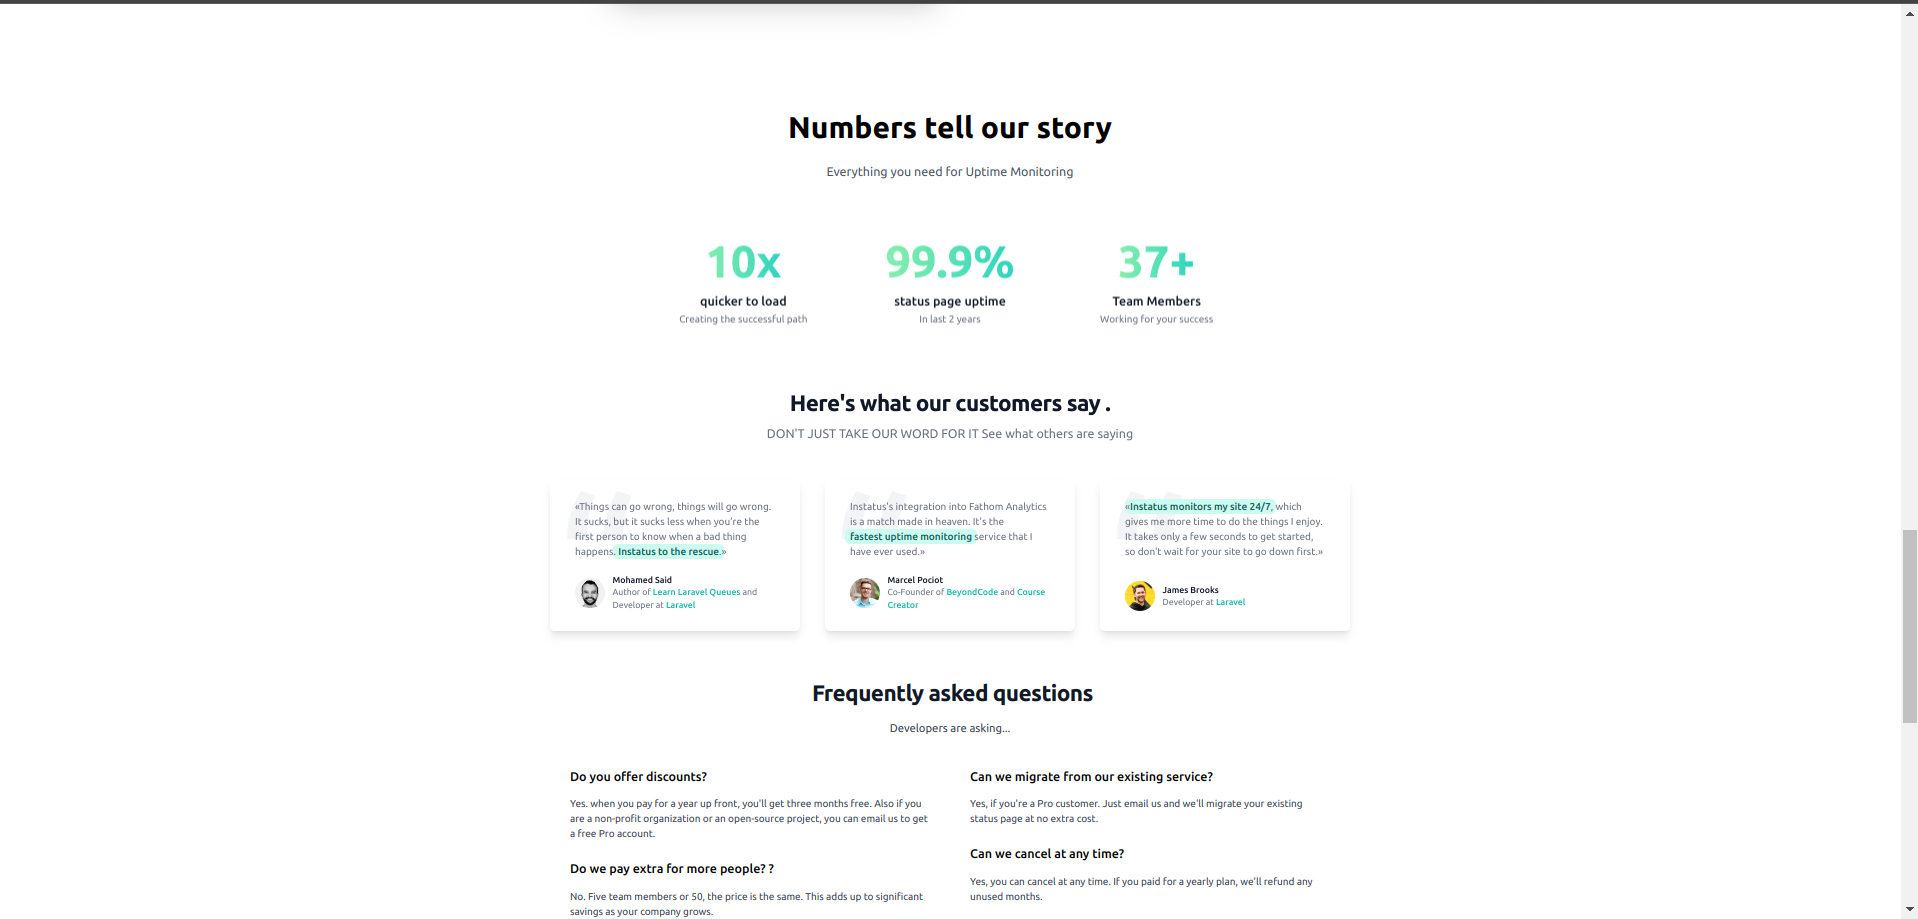 Numbers tell our story
Everything you need for Uptime Monitoring
10x
quicker to load
Creating the successful path
99.9%
status page uptime
In last 2 years
37+
Team Members
Working for your success
Here's what our customers say .
DON'T JUST TAKE OUR WORD FOR IT See what others are saying
«Things can go wrong, things will go wrong.
It sucks, but it sucks less when you're the
first person to know when a bad thing
happens. Instatus to the rescue.»
Mohamed Said
Author of Learn Laravel Queues and
Developer at Laravel
Instatus's integration into Fathom Analytics
is a match made in heaven. It's the
fastest uptime monitoring service that I
have ever used.»
Marcel Pociot
Co-Founder of BeyondCode and Course
Creator
«Instatus monitors my site 24/7, which
gives me more time to do the things I enjoy.
It takes only a few seconds to get started,
so don't wait for your site to go down first.»
James Brooks
Developer at Laravel
Frequently asked questions
Developers are asking...
Do you offer discounts?
Yes. when you pay for a year up front, you'll get three months free. Also if you
are a non-profit organization or an open-source project, you can email us to get
a free Pro account.
Do we pay extra for more people? ?
No. Five team members or 50, the price is the same. This adds up to significant
savings as your company grows.
Can we migrate from our existing service?
Yes, if you're a Pro customer. Just email us and we'll migrate your existing
status page at no extra cost.
Can we cancel at any time?
Yes, you can cancel at any time. If you paid for a yearly plan, we'll refund any
unused months.